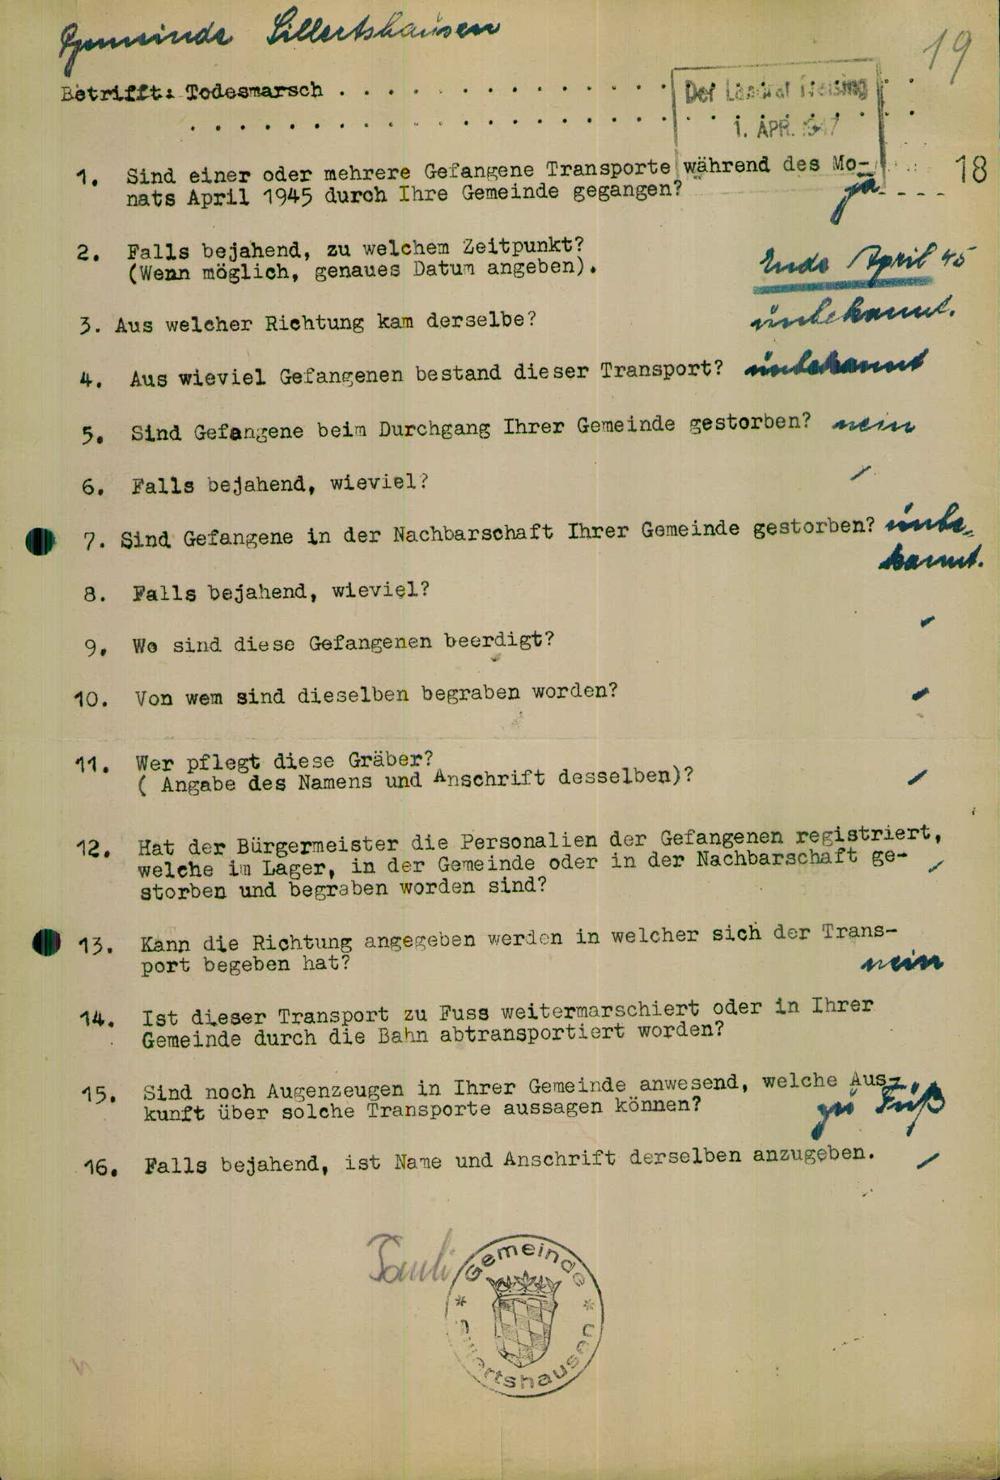 Gemeinde Sillertshausen
19
Betrifft: Todesmarsch . . . . . . . . . . . . . . . .
Der Landrat Freising
1. APR. 1947
1. Sind einer oder mehrere Gefangene Transporte während des Mo-
nats April 1945 durch Ihre Gemeinde gegangen? ja
18
2. Falls bejahend, zu welchem Zeitpunkt?
(Wenn möglich, genaues Datum angeben). Ende April 45
3. Aus welcher Richtung kam derselbe? unbekannt.
4. Aus wieviel Gefangenen bestand dieser Transport? unbekannt
5. Sind Gefangene beim Durchgang Ihrer Gemeinde gestorben? nein
6. Falls bejahend, wieviel? /
7. Sind Gefangene in der Nachbarschaft Ihrer Gemeinde gestorben? unbe-
kannt.
8. Falls bejahend, wieviel?
9. Wo sind diese Gefangenen beerdigt?
10. Von wem sind dieselben begraben worden?
11. Wer pflegt diese Gräber?
( Angabe des Namens und Anschrift desselben)?
12. Hat der Bürgermeister die Personalien der Gefangenen registriert,
welche im Lager, in der Gemeinde oder in der Nachbarschaft ge-
storben und begraben worden sind?
13. Kann die Richtung angegeben werden in welcher sich der Trans-
port begeben hat? nein
14. Ist dieser Transport zu Fuss weitermarschiert oder in Ihrer
Gemeinde durch die Bahn abtransportiert worden?
15. Sind noch Augenzeugen in Ihrer Gemeinde anwesend, welche Aus-
kunft über solche Transporte aussagen können? zu Fuß
16. Falls bejahend, ist Name und Anschrift derselben anzugeben.
Pauli
Gemeinde
Sillertshausen